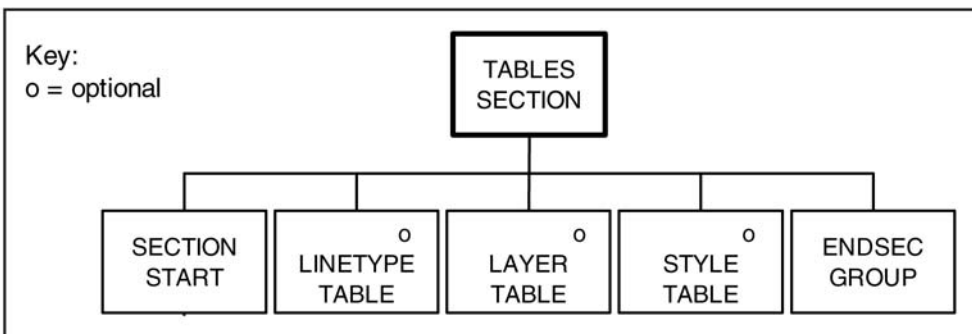 Key:
o = optional
TABLES
SECTION
SECTION
START
o
LINETYPE
TABLE
o
LAYER
TABLE
o
STYLE
TABLE
ENDSEC
GROUP